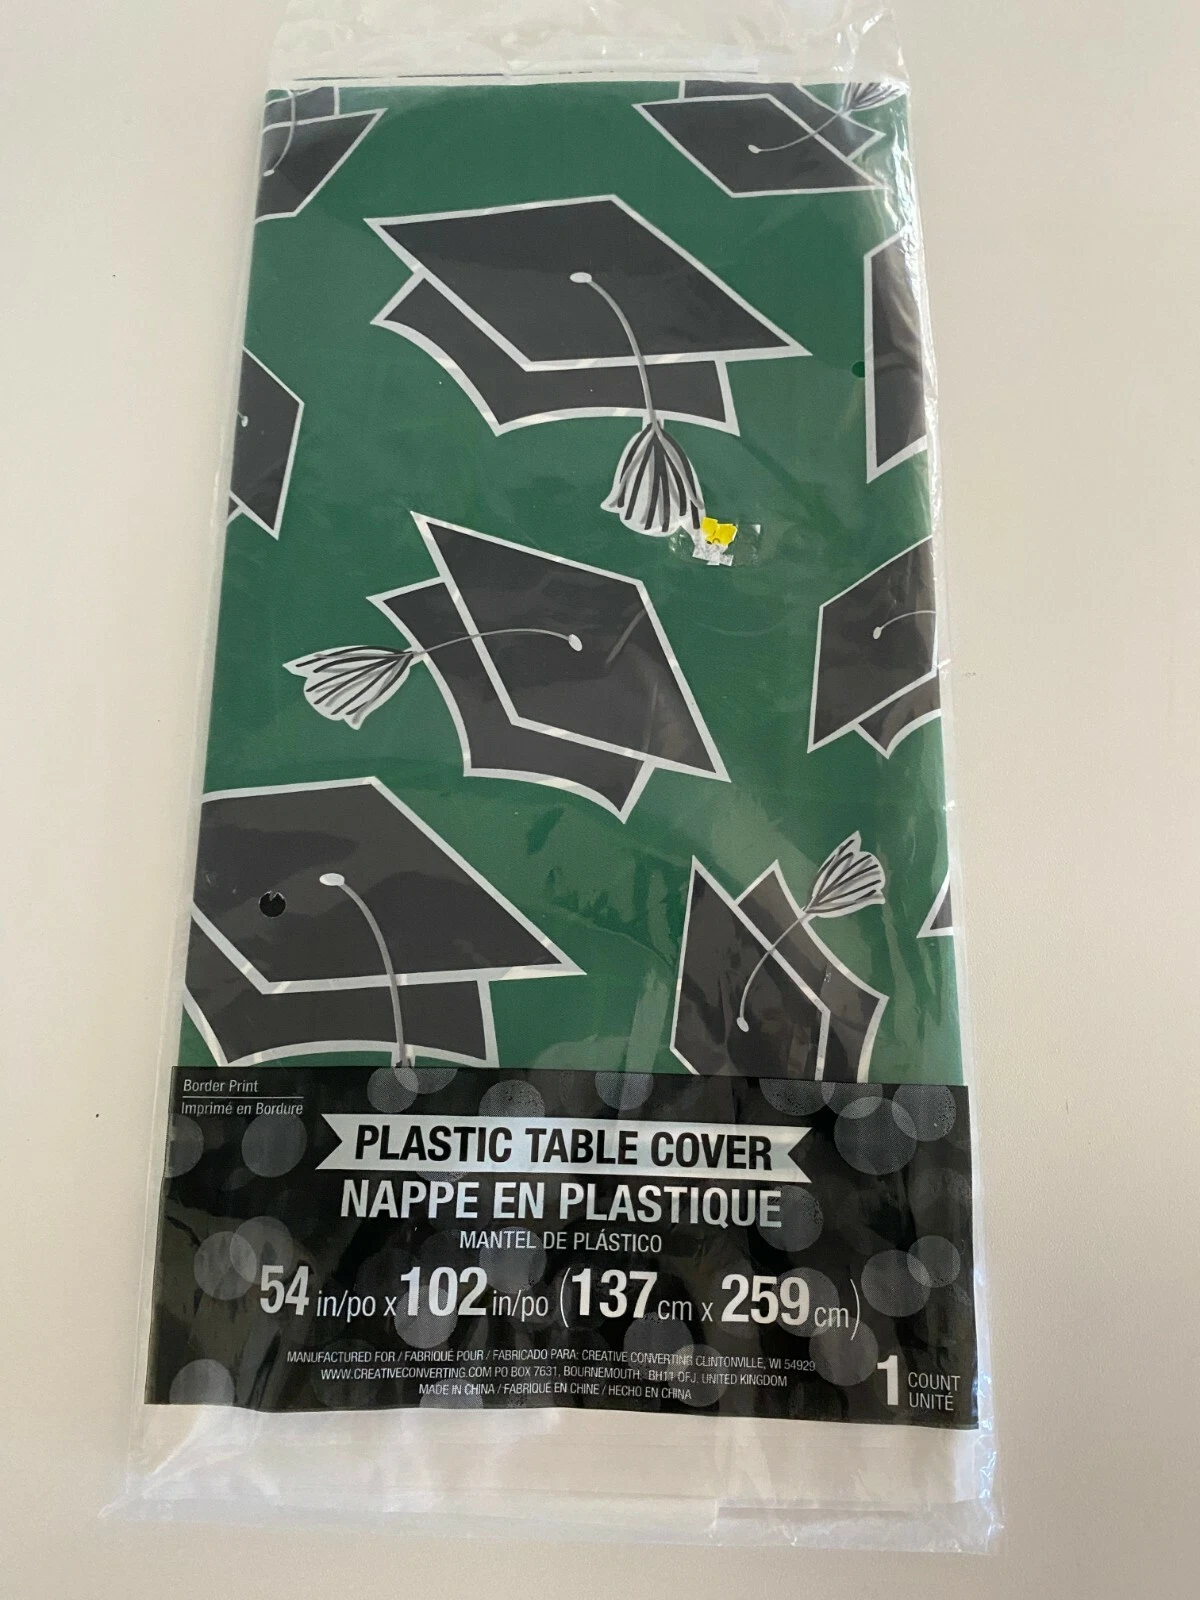 Border Print
Imprimé en Bordure
PLASTIC TABLE COVER
NAPPE EN PLASTIQUE
MANTEL DE PLÁSTICO
54 in/po x 102 in/po (137 cm x 259 cm)
MANUFACTURED FOR / FABRIQUÉ POUR / FABRICADO PARA: CREATIVE CONVERTING CLINTONVILLE, WI 54929
WWW.CREATIVECONVERTING.COM PO BOX 7631, BOURNEMOUTH, BH11 OFJ, UNITED KINGDOM
MADE IN CHINA / FABRIQUÉ EN CHINE / HECHO EN CHINA
1 COUNT
UNITÉ